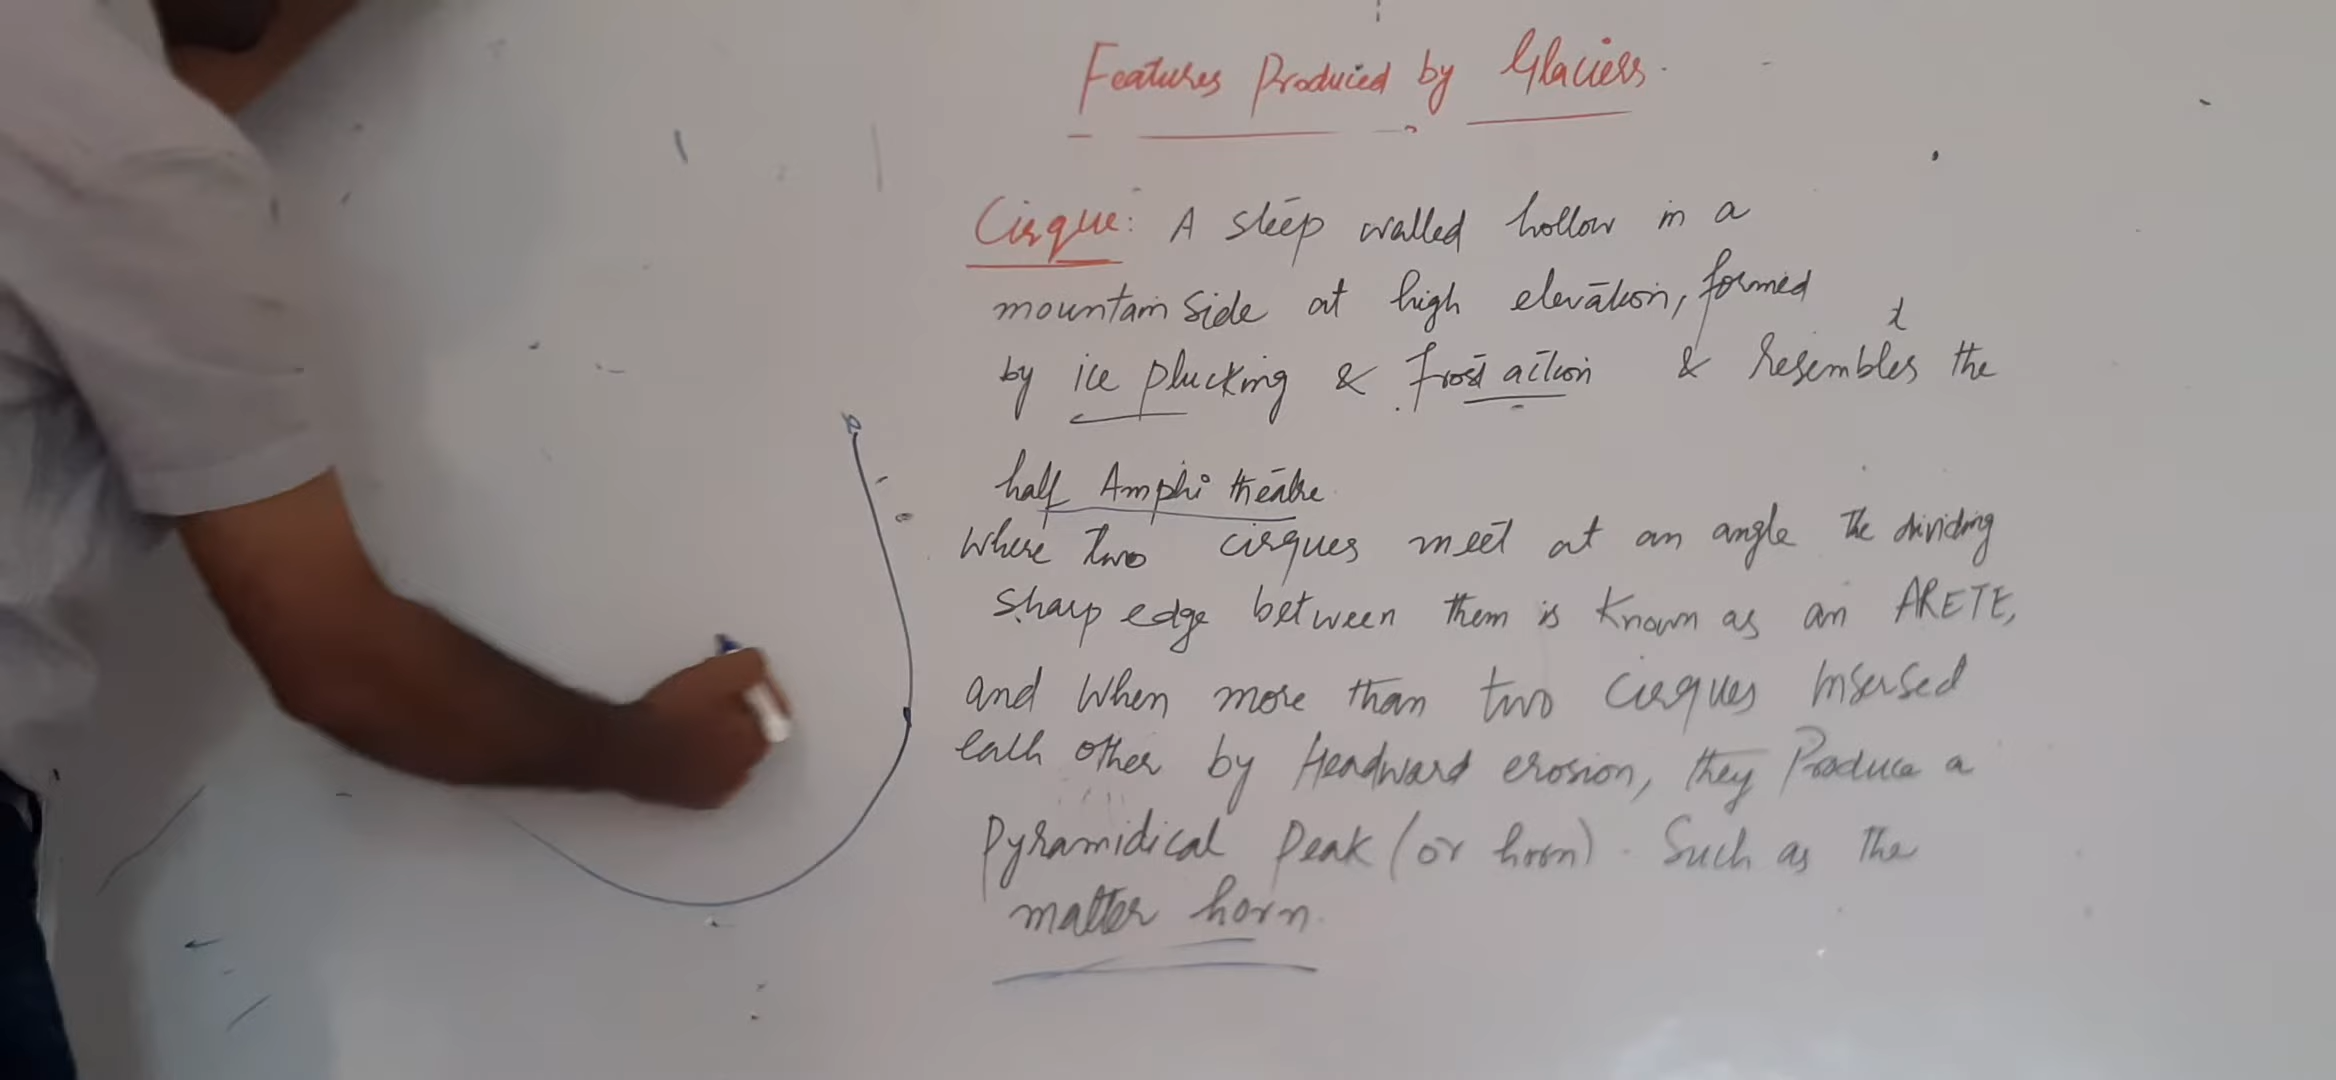 Features Produced by Glaciers.
Cirque: A steep walled hollow in a
mountain side at high elevation, formed
by ice plucking & Frost action & resembles the
half Amphi theatre.
Where two cirques meet at an angle The dividing
sharp edge between them is known as an ARETE,
and When more than two cirques Insersed
each other by Headward erosion, they Produce a
Pyramidical Peak (or horn). Such as The
matter horn.